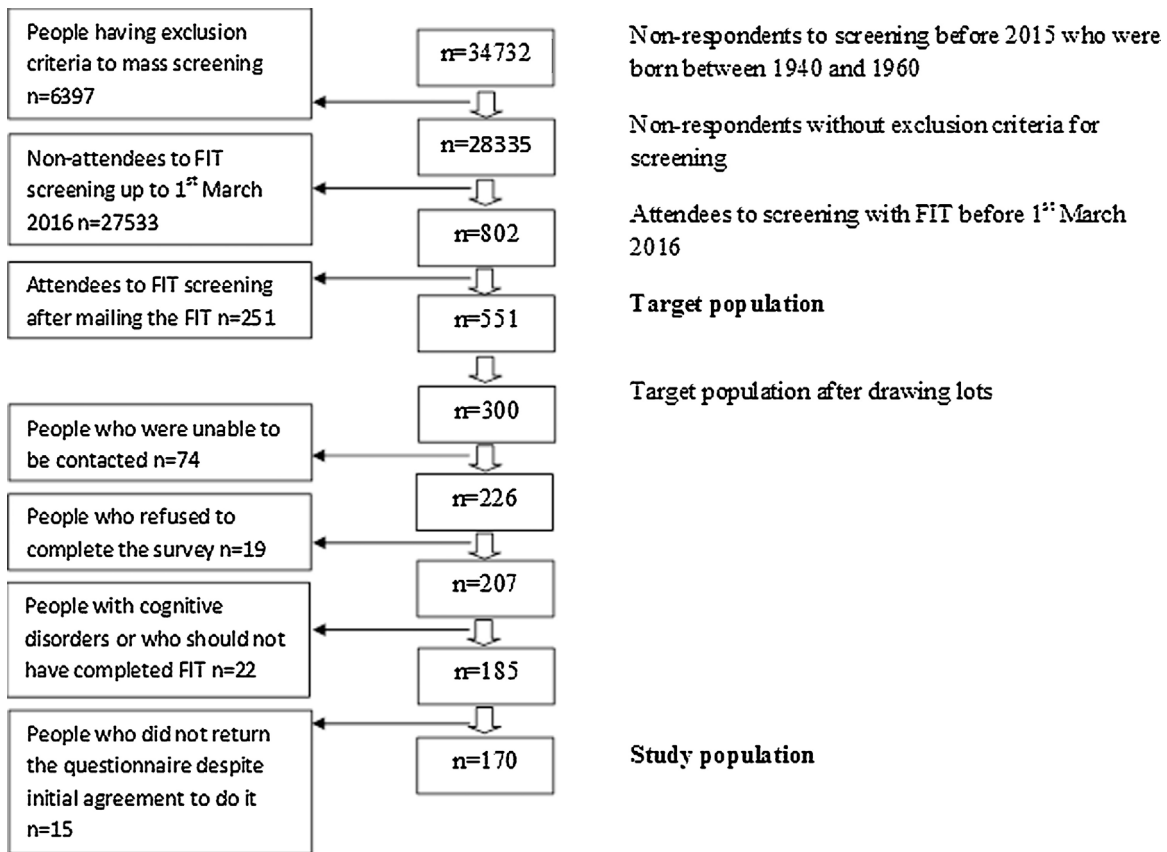 People having exclusion
criteria to mass screening
n=6397
n=34732
Non-respondents to screening before 2015 who were
born between 1940 and 1960
n=28335
Non-respondents without exclusion criteria for
screening
Non-attendees to FIT
screening up to 1st March
2016 n=27533
n=802
Attendees to screening with FIT before 1st March
2016
Attendees to FIT screening
after mailing the FIT n=251
n=551
Target population
n=300
Target population after drawing lots
People who were unable to
be contacted n=74
n=226
People who refused to
complete the survey n=19
n=207
People with cognitive
disorders or who should not
have completed FIT n=22
n=185
People who did not return
the questionnaire despite
initial agreement to do it
n=15
n=170
Study population